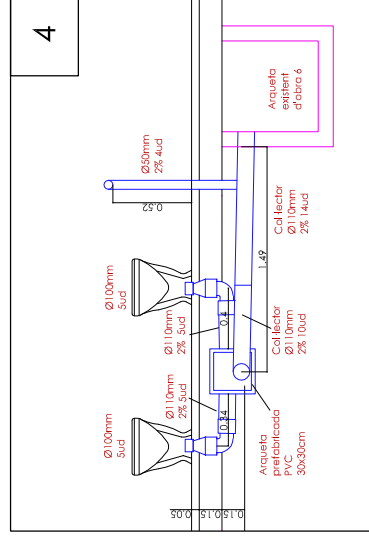 4
Ø100mm
5ud
Ø100mm
5ud
Ø50mm
2% 4ud
0.52
Ø110mm
2% 5ud
Ø110mm
2% 5ud
0.34
0.4
0.05
0.15
0.15
1.49
Arqueta
existent
d'obra 6
Arqueta
prefabricada
PVC
30x30cm
Col·lector
Ø110mm
2% 10ud
Col·lector
Ø110mm
2% 14ud